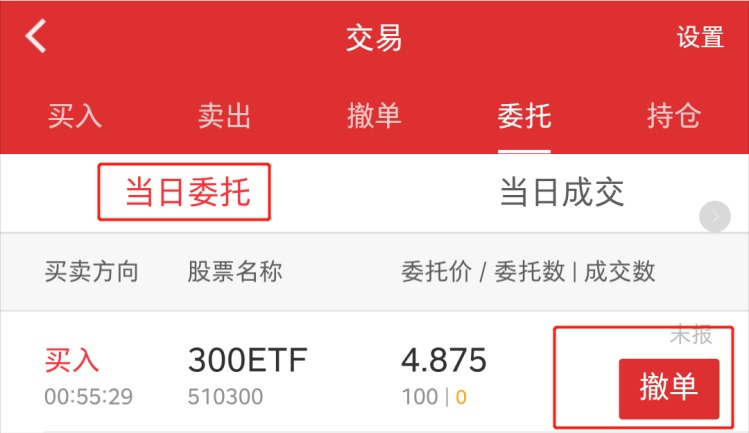 交易 设置
买入 卖出 撤单 委托 持仓
当日委托 当日成交
买卖方向 股票名称 委托价 / 委托数 | 成交数
未报
买入 300ETF 4.875 撤单
00:55:29 510300 100 | 0